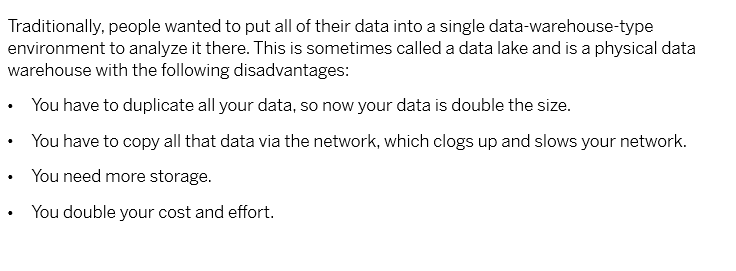 Traditionally, people wanted to put all of their data into a single data-warehouse-type
environment to analyze it there. This is sometimes called a data lake and is a physical data
warehouse with the following disadvantages:
• You have to duplicate all your data, so now your data is double the size.
• You have to copy all that data via the network, which clogs up and slows your network.
• You need more storage.
• You double your cost and effort.